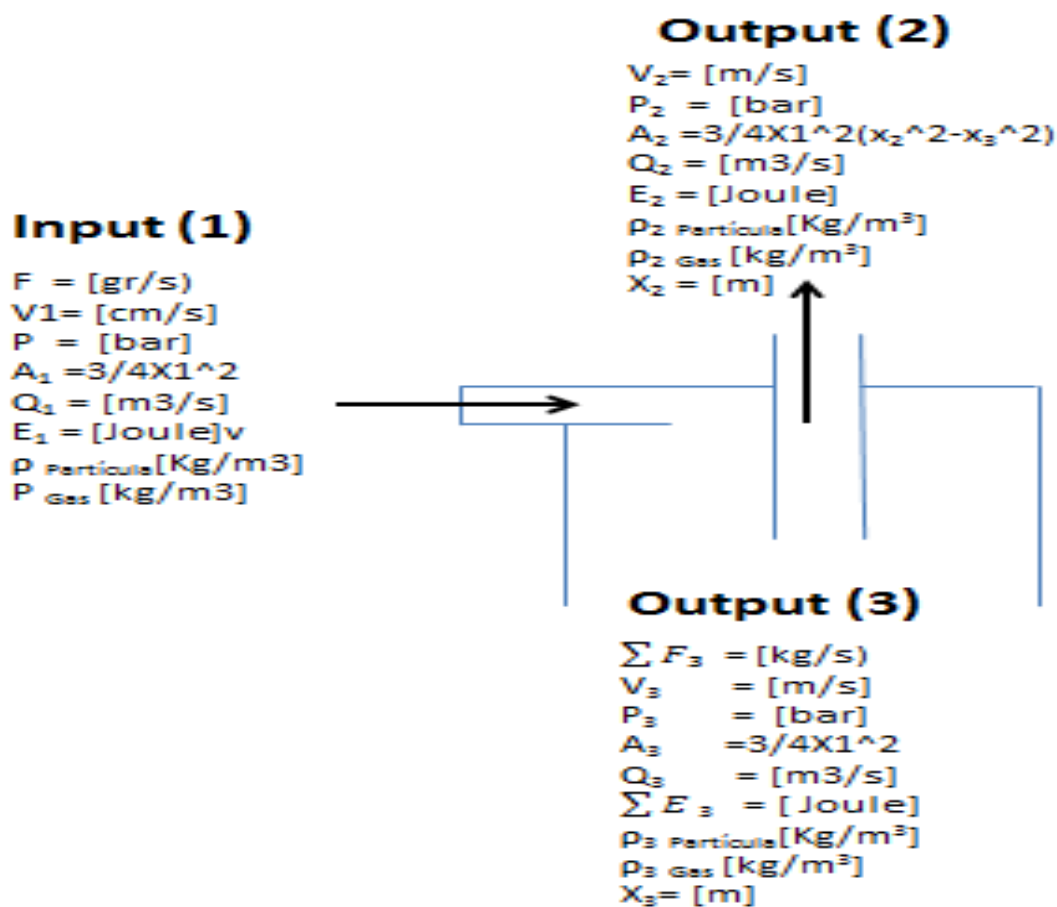 Output (2)
V₂= [m/s]
P₂ = [bar]
A₂ =3/4X1^2(x₂^2-x₃^2)
Q₂ = [m3/s]
E₂ = [Joule]
ρ₂ Partícula[Kg/m³]
ρ₂ Gas [kg/m³]
X₂ = [m]
Input (1)
F = [gr/s)
V1= [cm/s]
P = [bar]
A₁ =3/4X1^2
Q₁ = [m3/s]
E₁ = [Joule]v
ρ Partícula[Kg/m3]
P Gas [kg/m3]
Output (3)
∑ F₃ = [kg/s)
V₃ = [m/s]
P₃ = [bar]
A₃ =3/4X1^2
Q₃ = [m3/s]
∑ E ₃ = [ Joule]
ρ₃ Partícula[Kg/m³]
ρ₃ Gas [kg/m³]
X₃= [m]